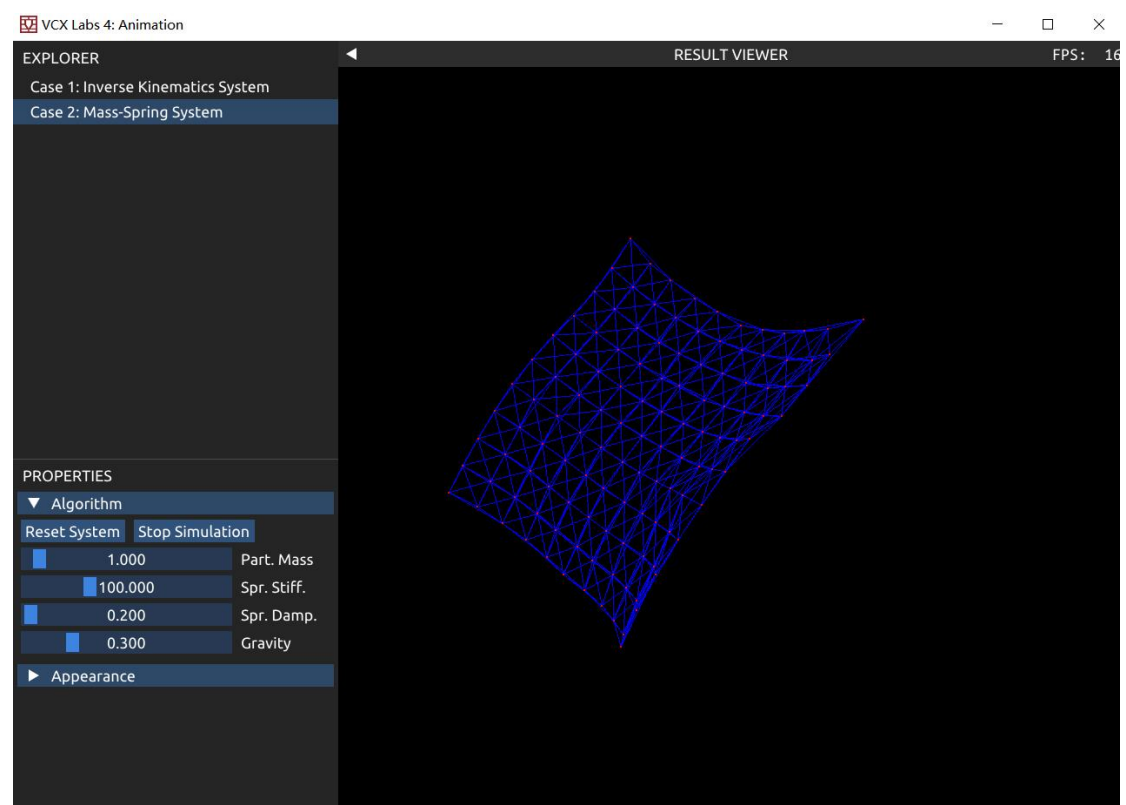 VCX Labs 4: Animation
EXPLORER
RESULT VIEWER
FPS: 16
Case 1: Inverse Kinematics System
Case 2: Mass-Spring System
PROPERTIES
Algorithm
Reset System Stop Simulation
1.000 Part. Mass
100.000 Spr. Stiff.
0.200 Spr. Damp.
0.300 Gravity
Appearance